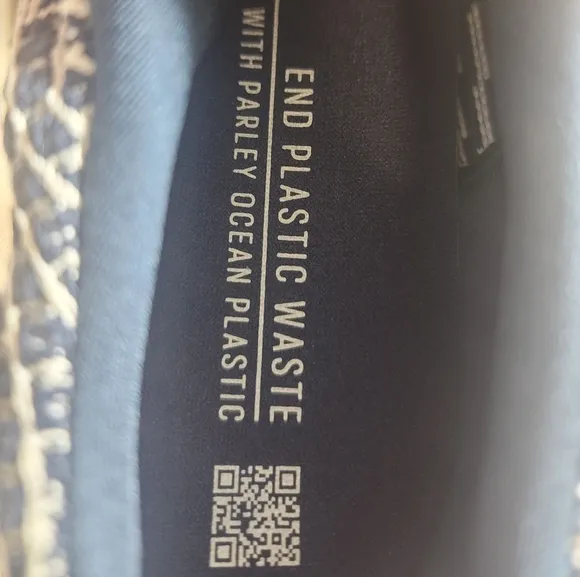 END PLASTIC WASTE
WITH PARLEY OCEAN PLASTIC